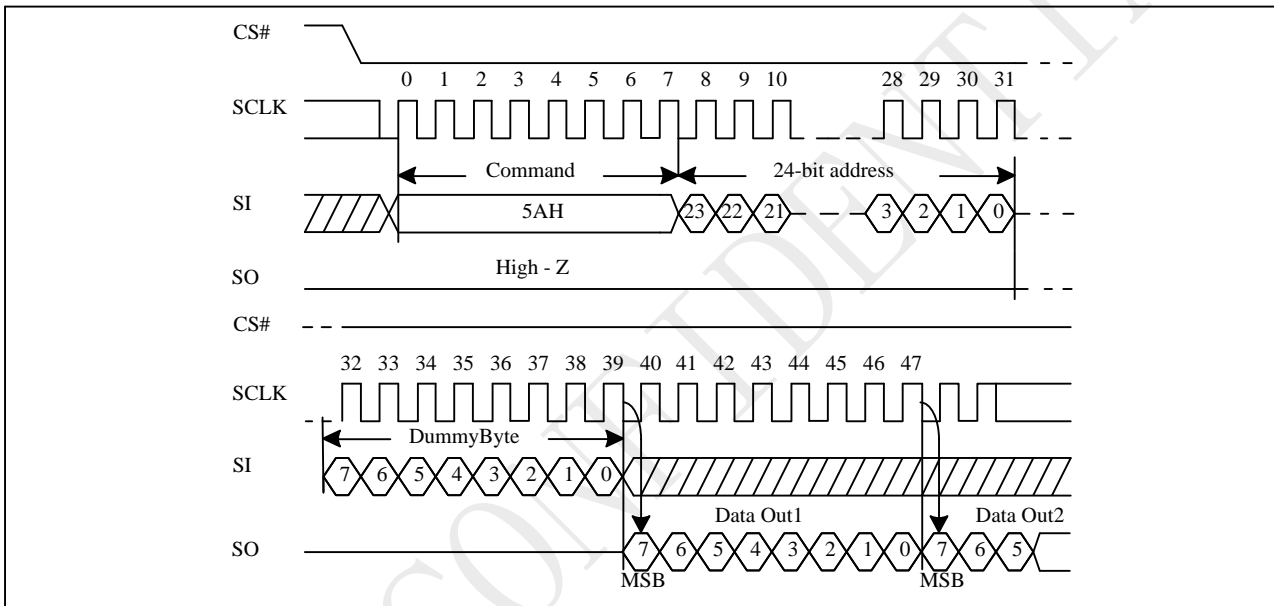 CS#
0 1 2 3 4 5 6 7 8 9 10 28 29 30 31
SCLK
Command 24-bit address
SI 5AH 23 22 21 3 2 1 0
High - Z
SO
CS#
32 33 34 35 36 37 38 39 40 41 42 43 44 45 46 47
SCLK
DummyByte
SI 7 6 5 4 3 2 1 0
Data Out1 Data Out2
SO 7 6 5 4 3 2 1 0 7 6 5
MSB MSB